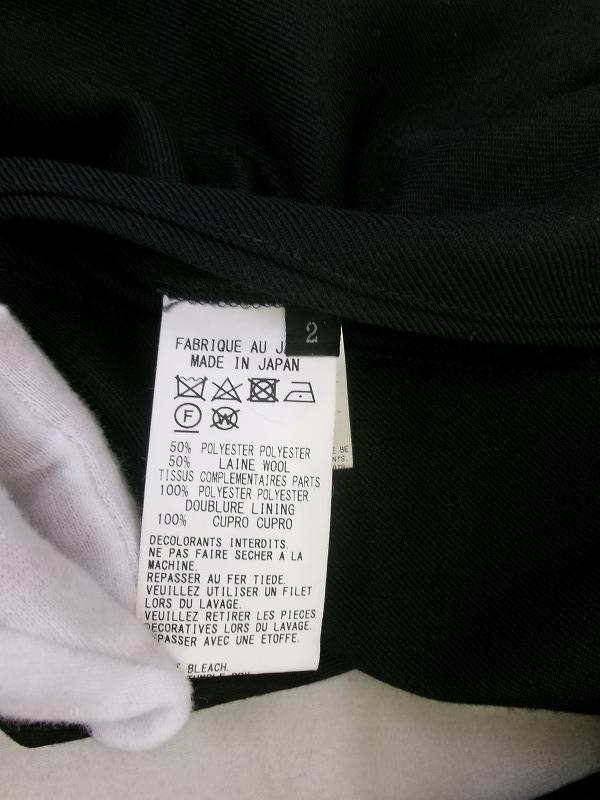 2
FABRIQUE AU
MADE IN JAPAN
F
W
50% POLYESTER POLYESTER
50% LAINE WOOL
TISSUS COMPLEMENTAIRES PARTS
100% POLYESTER POLYESTER
DOUBLURE LINING
100% CUPRO CUPRO
DECOLORANTS INTERDITS.
NE PAS FAIRE SECHER A LA
MACHINE.
REPASSER AU FER TIEDE.
VEUILLEZ UTILISER UN FILET
LORS DU LAVAGE.
VEUILLEZ RETIRER LES PIECES
DECORATIVES LORS DU LAVAGE.
REPASSER AVEC UNE ETOFFE.
BLEACH.
BE